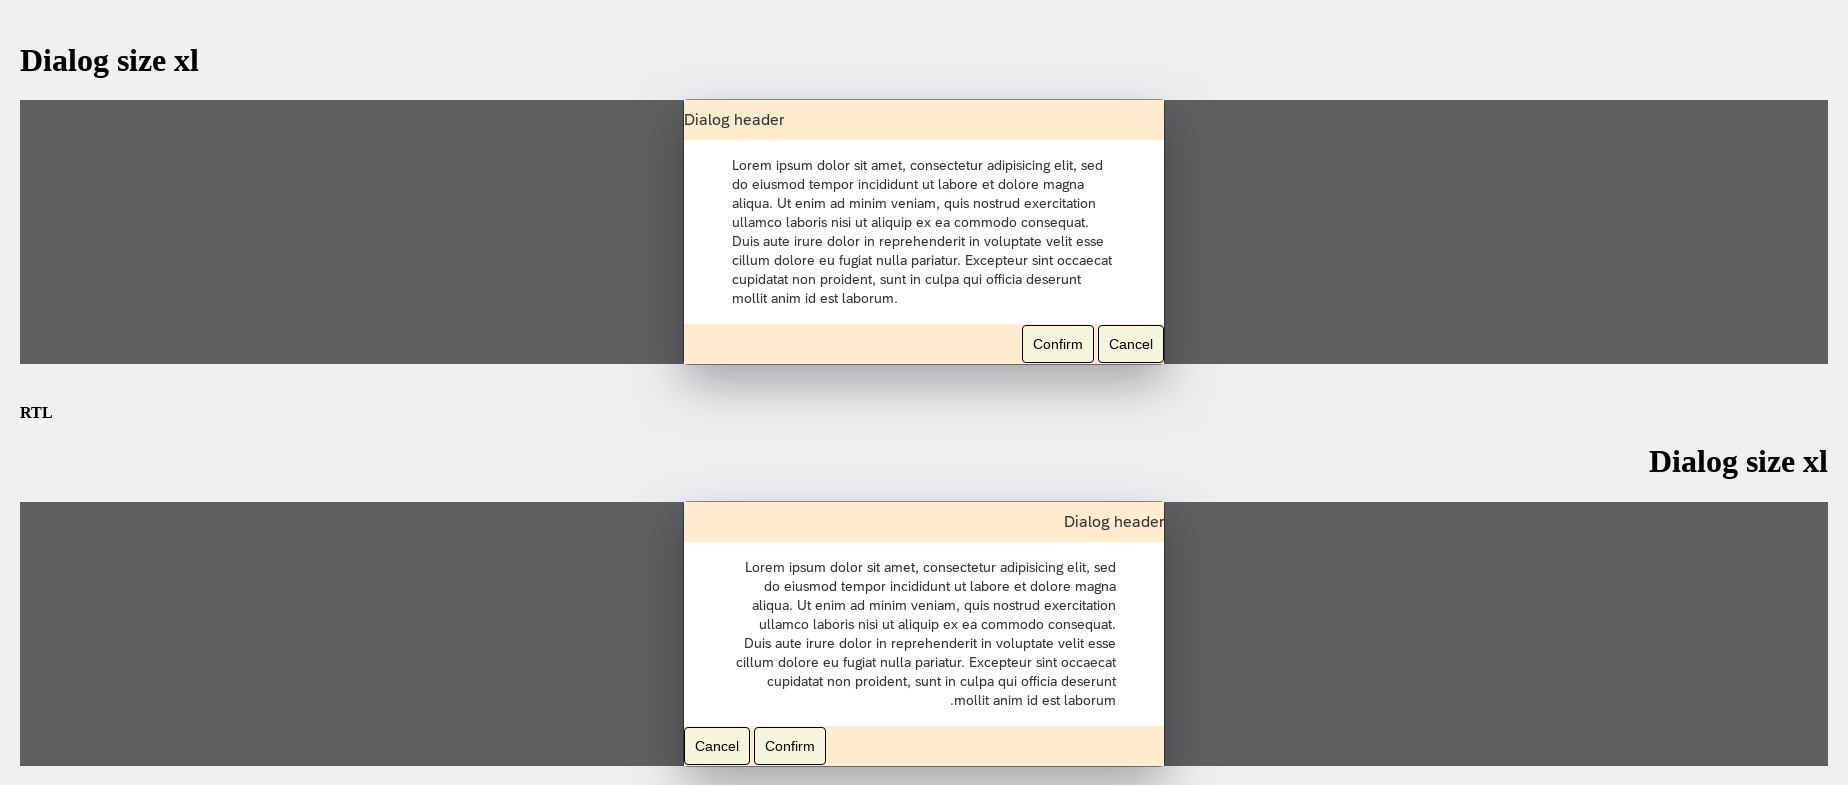 Dialog size xl
Dialog header
Lorem ipsum dolor sit amet, consectetur adipisicing elit, sed
do eiusmod tempor incididunt ut labore et dolore magna
aliqua. Ut enim ad minim veniam, quis nostrud exercitation
ullamco laboris nisi ut aliquip ex ea commodo consequat.
Duis aute irure dolor in reprehenderit in voluptate velit esse
cillum dolore eu fugiat nulla pariatur. Excepteur sint occaecat
cupidatat non proident, sunt in culpa qui officia deserunt
mollit anim id est laborum.
Confirm Cancel
RTL
Dialog size xl
Dialog header
Lorem ipsum dolor sit amet, consectetur adipisicing elit, sed
do eiusmod tempor incididunt ut labore et dolore magna
aliqua. Ut enim ad minim veniam, quis nostrud exercitation
ullamco laboris nisi ut aliquip ex ea commodo consequat.
Duis aute irure dolor in reprehenderit in voluptate velit esse
cillum dolore eu fugiat nulla pariatur. Excepteur sint occaecat
cupidatat non proident, sunt in culpa qui officia deserunt
.mollit anim id est laborum
Cancel Confirm